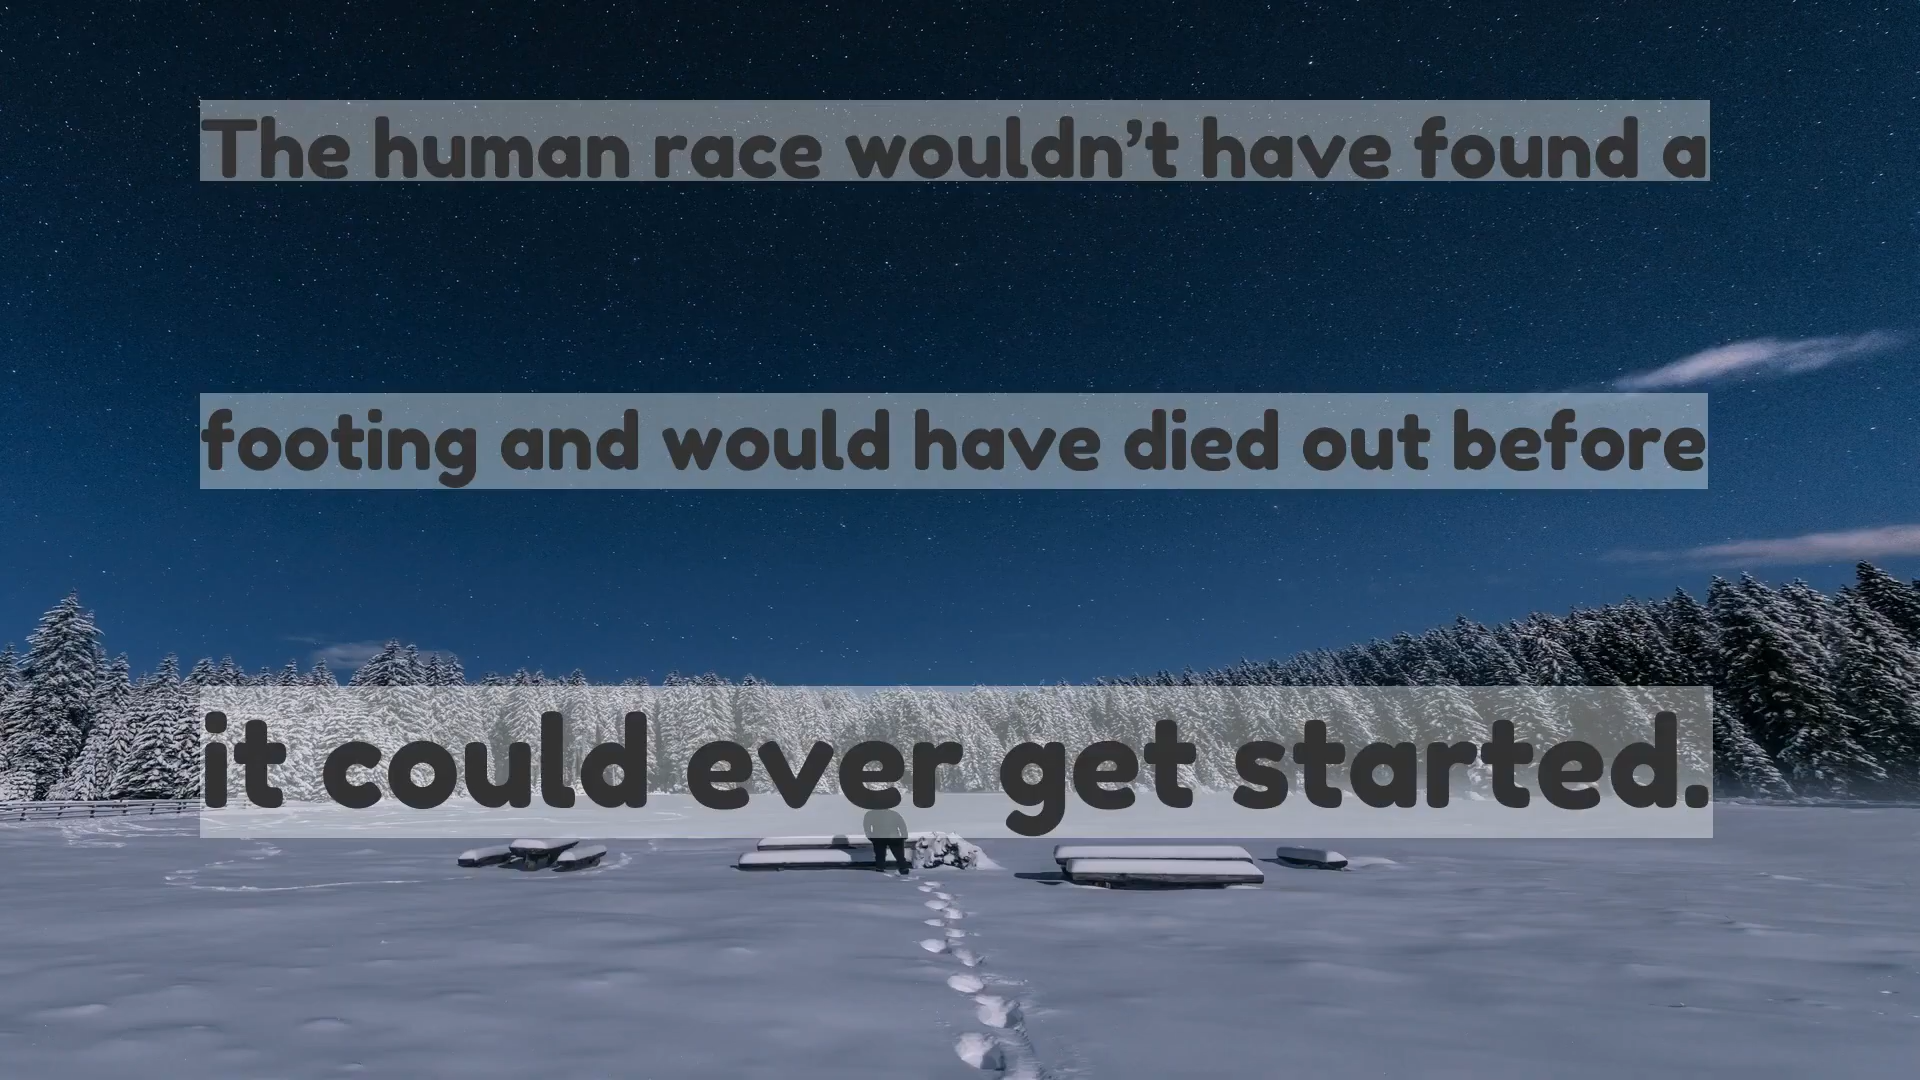 The human race wouldn’t have found a
footing and would have died out before
it could ever get started.